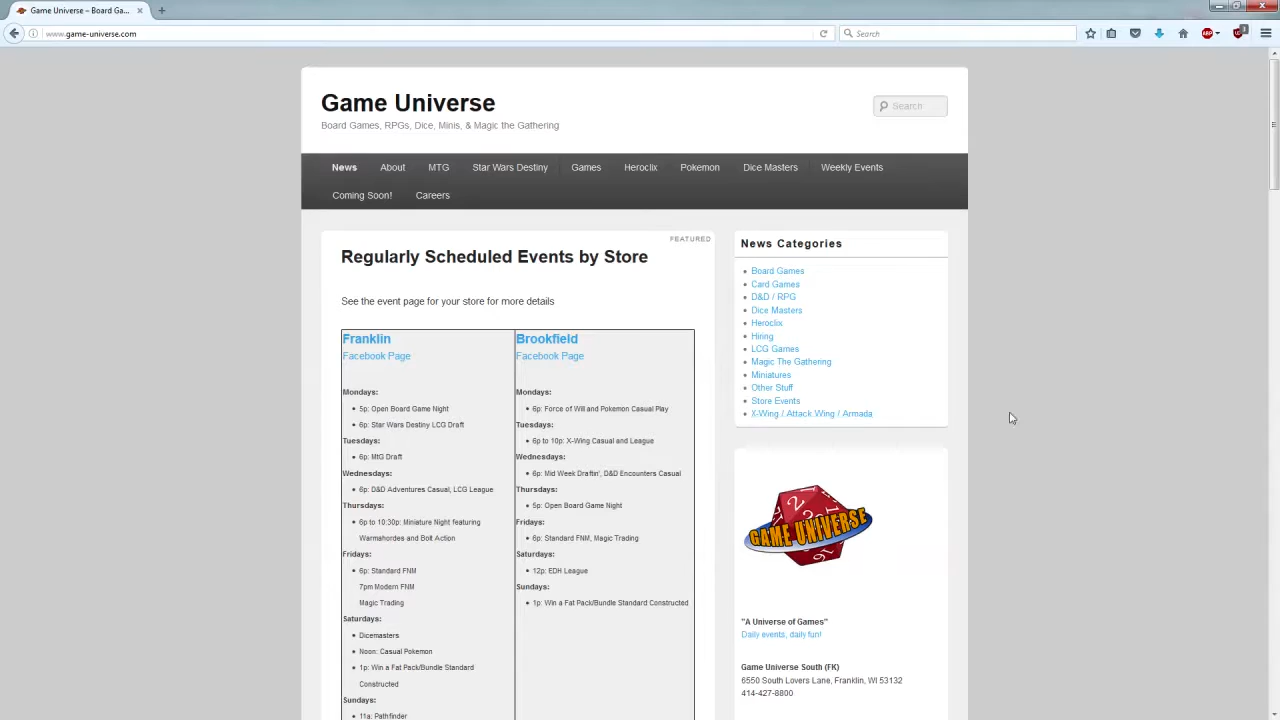 Game Universe – Board Ga...
www.game-universe.com
Search
Game Universe
Board Games, RPGs, Dice, Minis, & Magic the Gathering
Search
News About MTG Star Wars Destiny Games Heroclix Pokemon Dice Masters Weekly Events
Coming Soon! Careers
FEATURED
Regularly Scheduled Events by Store
See the event page for your store for more details
Franklin
Facebook Page
Mondays:
5p: Open Board Game Night
6p: Star Wars Destiny LCG Draft
Tuesdays:
6p: MtG Draft
Wednesdays:
6p: D&D Adventures Casual, LCG League
Thursdays:
6p to 10:30p: Miniature Night featuring
Warmahordes and Bolt Action
Fridays:
6p: Standard FNM
7pm Modern FNM
Magic Trading
Saturdays:
Dicemasters
Noon: Casual Pokemon
1p: Win a Fat Pack/Bundle Standard
Constructed
Sundays:
11a: Pathfinder
Brookfield
Facebook Page
Mondays:
6p: Force of Will and Pokemon Casual Play
Tuesdays:
6p to 10p: X-Wing Casual and League
Wednesdays:
6p: Mid Week Draftin', D&D Encounters Casual
Thursdays:
5p: Open Board Game Night
Fridays:
6p: Standard FNM, Magic Trading
Saturdays:
12p: EDH League
Sundays:
1p: Win a Fat Pack/Bundle Standard Constructed
News Categories
Board Games
Card Games
D&D / RPG
Dice Masters
Heroclix
Hiring
LCG Games
Magic The Gathering
Miniatures
Other Stuff
Store Events
X-Wing / Attack Wing / Armada
GAME UNIVERSE
"A Universe of Games"
Daily events, daily fun!
Game Universe South (FK)
6550 South Lovers Lane, Franklin, WI 53132
414-427-8800